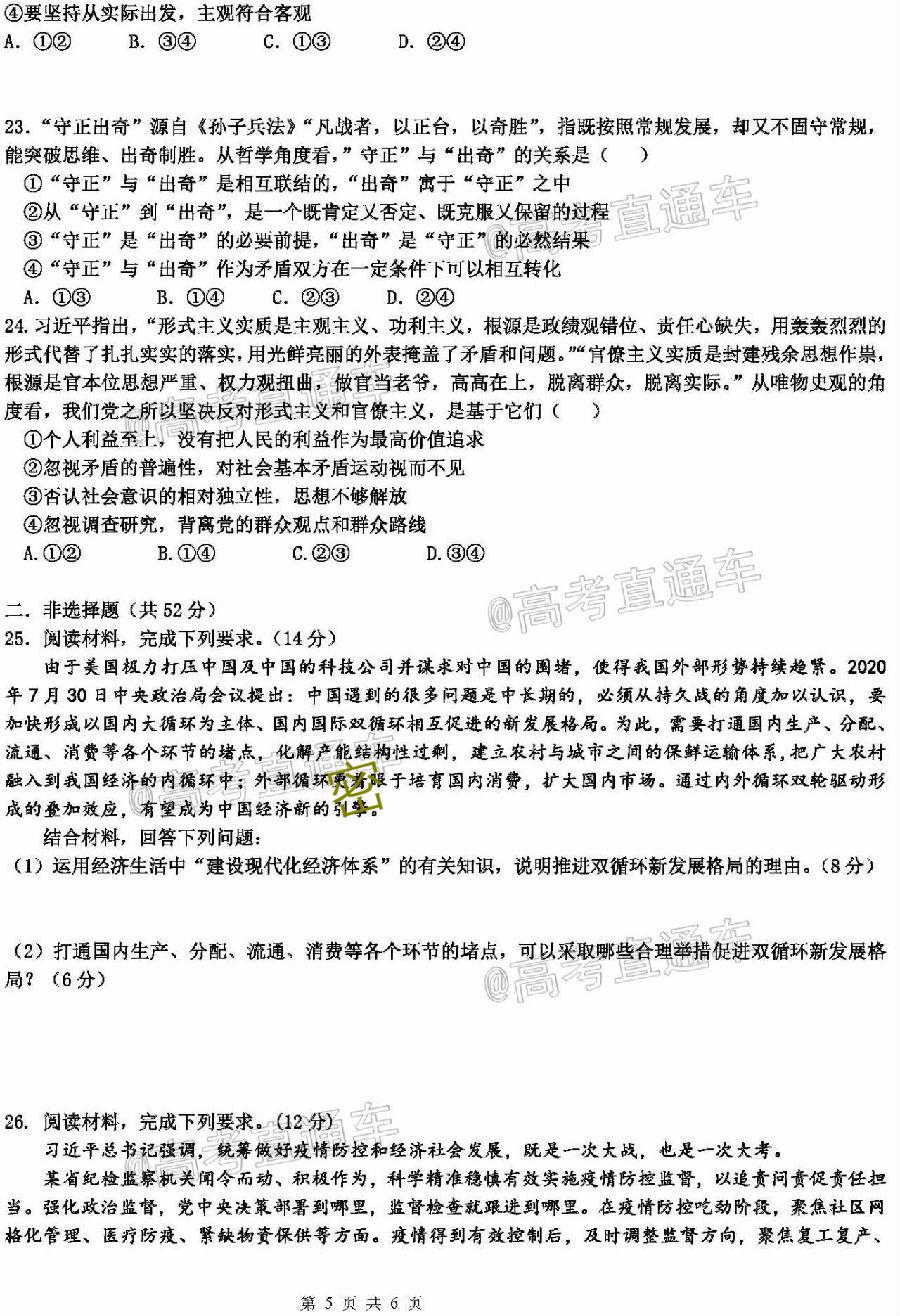 ④要坚持从实际出发，主观符合客观
A. ①② B. ③④ C. ①③ D. ②④
23. “守正出奇”源自《孙子兵法》“凡战者，以正台，以奇胜”，指既按照常规发展，却又不固守常规，
能突破思维、出奇制胜。从哲学角度看，”守正”与“出奇”的关系是（ ）
①“守正”与“出奇”是相互联结的，“出奇”寓于“守正”之中
②从“守正”到“出奇”，是一个既肯定又否定、既克服又保留的过程
③“守正”是“出奇”的必要前提，“出奇”是“守正”的必然结果
④“守正”与“出奇”作为矛盾双方在一定条件下可以相互转化
A. ①③ B. ①④ C. ②③ D. ②④
24. 习近平指出，“形式主义实质是主观主义、功利主义，根源是政绩观错位、责任心缺失，用轰轰烈烈的
形式代替了扎扎实实的落实，用光鲜亮丽的外表掩盖了矛盾和问题。”“官僚主义实质是封建残余思想作祟，
根源是官本位思想严重、权力观扭曲，做官当老爷，高高在上，脱离群众，脱离实际。”从唯物史观的角
度看，我们党之所以坚决反对形式主义和官僚主义，是基于它们（ ）
①个人利益至上，没有把人民的利益作为最高价值追求
②忽视矛盾的普遍性，对社会基本矛盾运动视而不见
③否认社会意识的相对独立性，思想不够解放
④忽视调查研究，背离党的群众观点和群众路线
A.①② B.①④ C.②③ D.③④
二．非选择题（共52分）
25. 阅读材料，完成下列要求。（14分）
由于美国极力打压中国及中国的科技公司并谋求对中国的围堵，使得我国外部形势持续趋紧。2020
年7月30日中央政治局会议提出：中国遇到的很多问题是中长期的，必须从持久战的角度加以认识，要
加快形成以国内大循环为主体、国内国际双循环相互促进的新发展格局。为此，需要打通国内生产、分配、
流通、消费等各个环节的堵点，化解产能结构性过剩，建立农村与城市之间的保鲜运输体系，把广大农村
融入到我国经济的内循环中；外部循环更着眼于培育国内消费，扩大国内市场。通过内外循环双轮驱动形
成的叠加效应，有望成为中国经济新的引擎。
结合材料，回答下列问题：
（1）运用经济生活中“建设现代化经济体系”的有关知识，说明推进双循环新发展格局的理由。（8分）
（2）打通国内生产、分配、流通、消费等各个环节的堵点，可以采取哪些合理举措促进双循环新发展格
局？（6分）
26. 阅读材料，完成下列要求。（12分）
习近平总书记强调，统筹做好疫情防控和经济社会发展，既是一次大战，也是一次大考。
某省纪检监察机关闻令而动、积极作为，科学精准稳慎有效实施疫情防控监督，以追责问责促责任担
当。强化政治监督，党中央决策部署到哪里，监督检查就跟进到哪里。在疫情防控吃劲阶段，聚焦社区网
格化管理、医疗防疫、紧缺物资保供等方面。疫情得到有效控制后，及时调整监督方向，聚焦复工复产、
第 5 页 共 6 页
@高考直通车
@高考直通车
@高考直通车
@高考直通车
@高考直通车
@高考直通车
@高考直通车
密